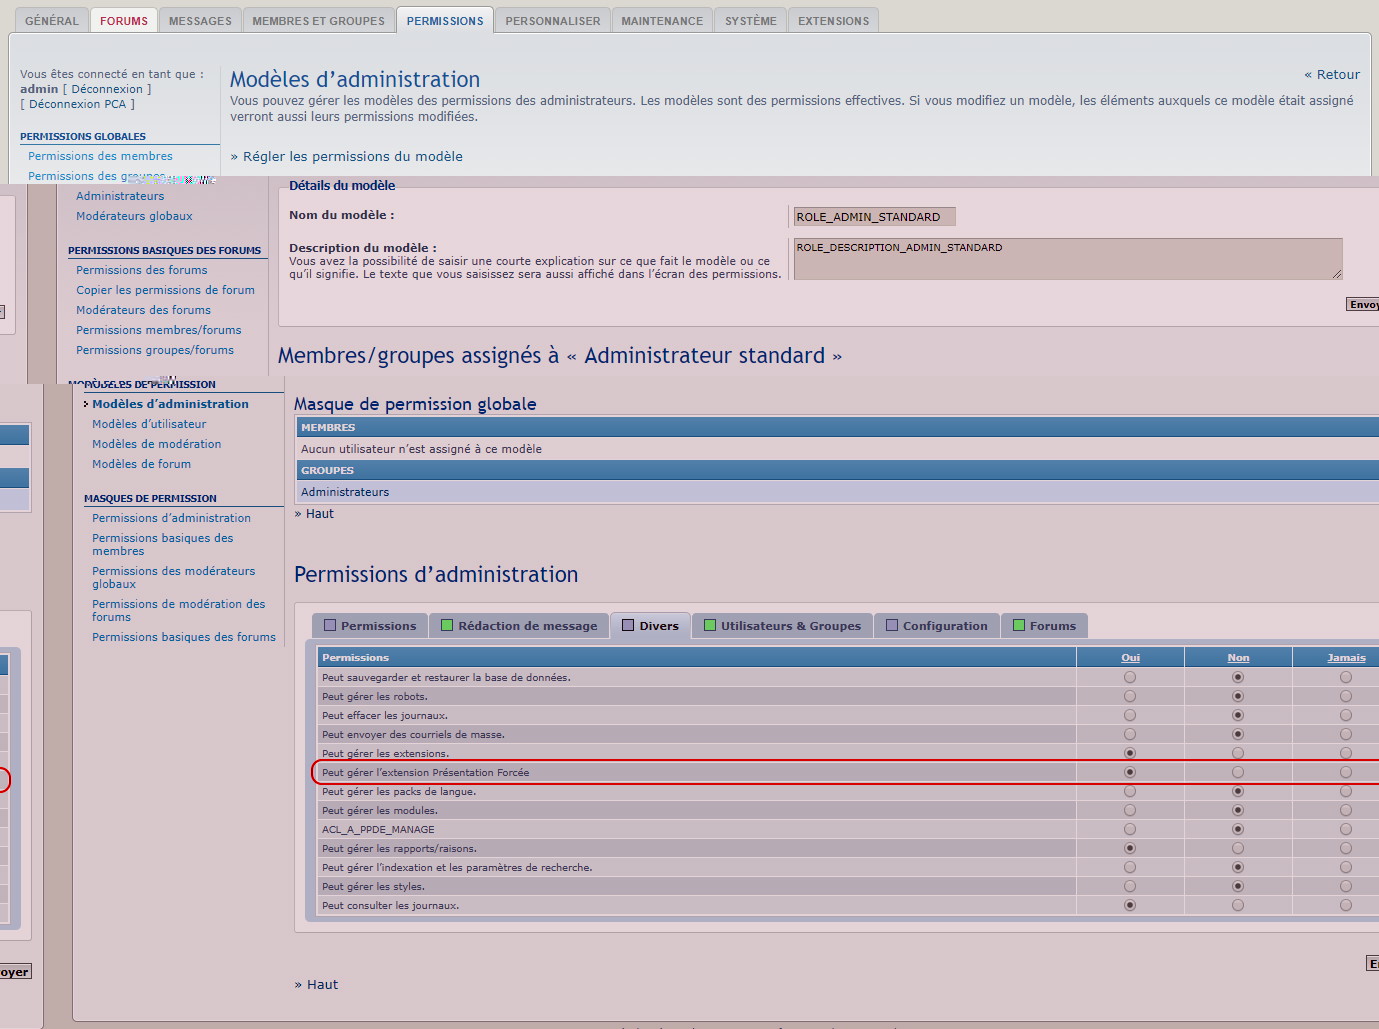 GÉNÉRAL FORUMS MESSAGES MEMBRES ET GROUPES PERMISSIONS PERSONNALISER MAINTENANCE SYSTÈME EXTENSIONS
Vous êtes connecté en tant que :
admin [ Déconnexion ]
[ Déconnexion PCA ]
Modèles d’administration
« Retour
Vous pouvez gérer les modèles des permissions des administrateurs. Les modèles sont des permissions effectives. Si vous modifiez un modèle, les éléments auxquels ce modèle était assigné
verront aussi leurs permissions modifiées.
» Régler les permissions du modèle
PERMISSIONS GLOBALES
Permissions des membres
Permissions des groupes
Administrateurs
Modérateurs globaux
PERMISSIONS BASIQUES DES FORUMS
Permissions des forums
Copier les permissions de forum
Modérateurs des forums
Permissions membres/forums
Permissions groupes/forums
MODÈLES DE PERMISSION
Modèles d’administration
Modèles d’utilisateur
Modèles de modération
Modèles de forum
MASQUES DE PERMISSION
Permissions d’administration
Permissions basiques des
membres
Permissions des modérateurs
globaux
Permissions de modération des
forums
Permissions basiques des forums
Détails du modèle
Nom du modèle :
ROLE_ADMIN_STANDARD
Description du modèle :
Vous avez la possibilité de saisir une courte explication sur ce que fait le modèle ou ce
qu’il signifie. Le texte que vous saisissez sera aussi affiché dans l’écran des permissions.
ROLE_DESCRIPTION_ADMIN_STANDARD
Envoy
Membres/groupes assignés à « Administrateur standard »
Masque de permission globale
MEMBRES
Aucun utilisateur n’est assigné à ce modèle
GROUPES
Administrateurs
» Haut
Permissions d’administration
Permissions Rédaction de message Divers Utilisateurs & Groupes Configuration Forums
Permissions Oui Non Jamais
Peut sauvegarder et restaurer la base de données.
Peut gérer les robots.
Peut effacer les journaux.
Peut envoyer des courriels de masse.
Peut gérer les extensions.
Peut gérer l’extension Présentation Forcée
Peut gérer les packs de langue.
Peut gérer les modules.
ACL_A_PPDE_MANAGE
Peut gérer les rapports/raisons.
Peut gérer l’indexation et les paramètres de recherche.
Peut gérer les styles.
Peut consulter les journaux.
oyer
E
» Haut